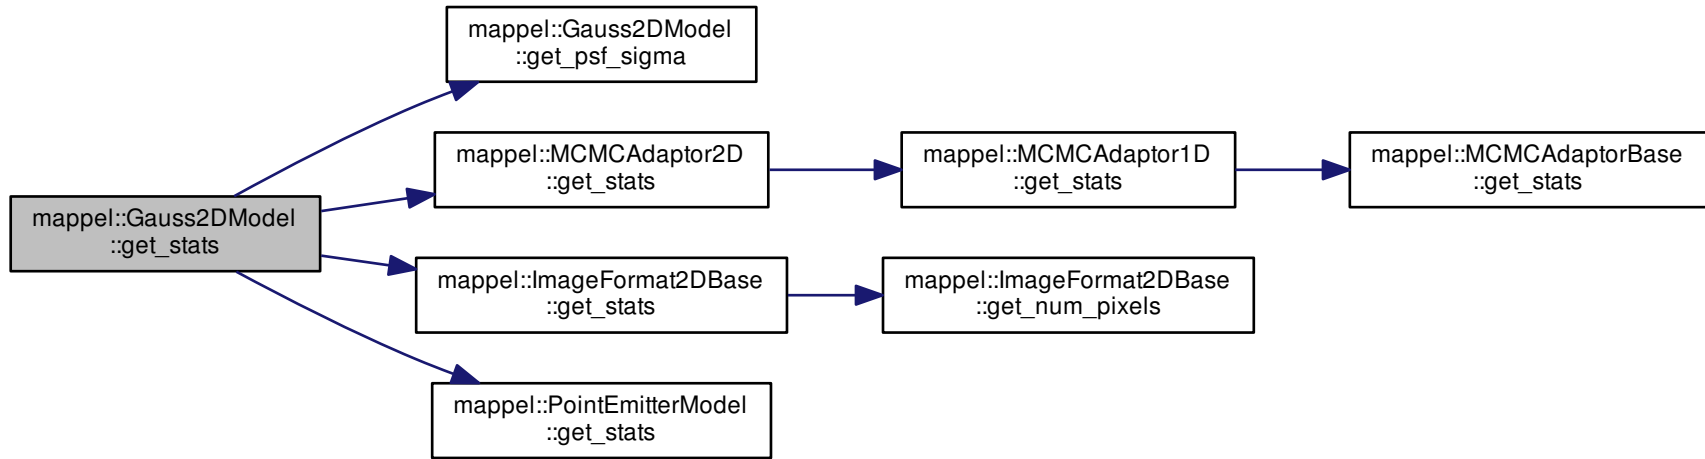 mappel::Gauss2DModel
::get_psf_sigma
mappel::MCMCAdaptor2D
::get_stats
mappel::MCMCAdaptor1D
::get_stats
mappel::MCMCAdaptorBase
::get_stats
mappel::Gauss2DModel
::get_stats
mappel::ImageFormat2DBase
::get_stats
mappel::ImageFormat2DBase
::get_num_pixels
mappel::PointEmitterModel
::get_stats